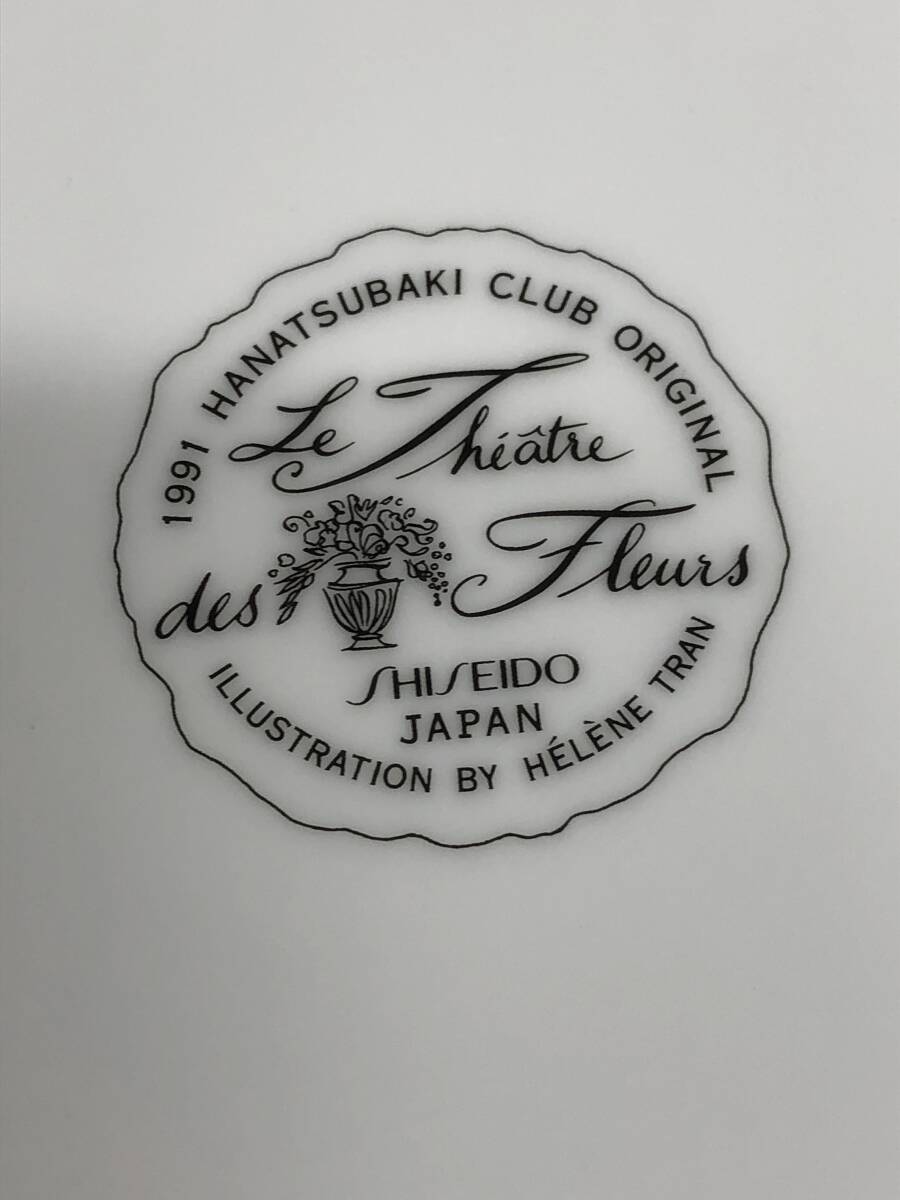 1991 HANATSUBAKI CLUB ORIGINAL
Le Théâtre
des Fleurs
SHISEIDO
JAPAN
ILLUSTRATION BY HÉLÈNE TRAN